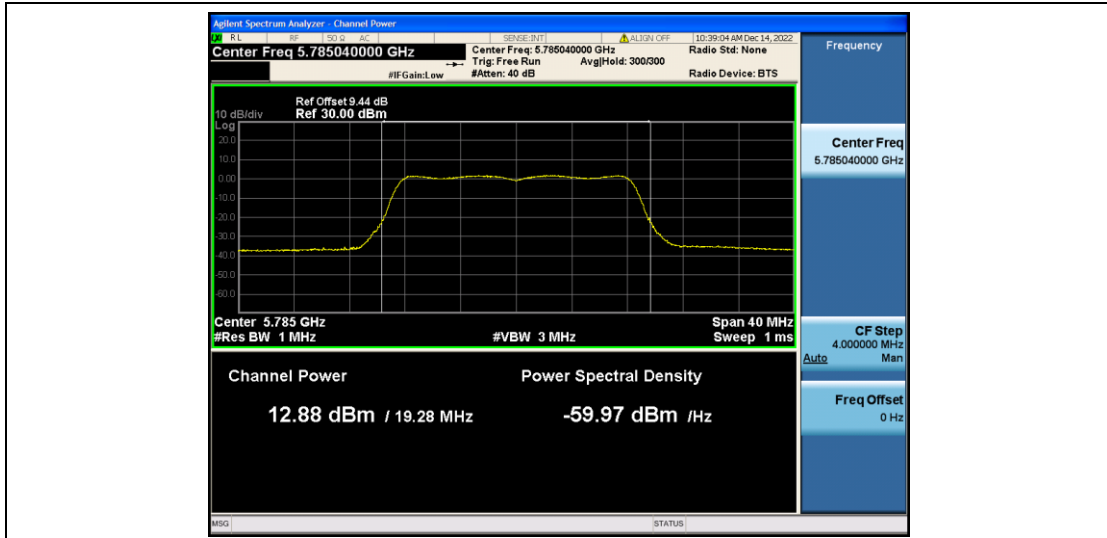 Agilent Spectrum Analyzer - Channel Power
RL RF 50 Ω AC SENSE:INT ALIGN OFF 10:39:04 AM Dec 14, 2022
Center Freq 5.785040000 GHz
Center Freq: 5.785040000 GHz
Radio Std: None
Trig: Free Run Avg|Hold: 300/300
#IFGain:Low
#Atten: 40 dB
Radio Device: BTS
Frequency
Ref Offset 9.44 dB
10 dB/div Ref 30.00 dBm
Log
20.0
10.0
0.00
-10.0
-20.0
-30.0
-40.0
-50.0
-60.0
Center 5.785 GHz
Span 40 MHz
#Res BW 1 MHz
#VBW 3 MHz
Sweep 1 ms
Center Freq
5.785040000 GHz
CF Step
4.000000 MHz
Auto Man
Freq Offset
0 Hz
Channel Power
Power Spectral Density
12.88 dBm / 19.28 MHz
-59.97 dBm /Hz
MSG
STATUS